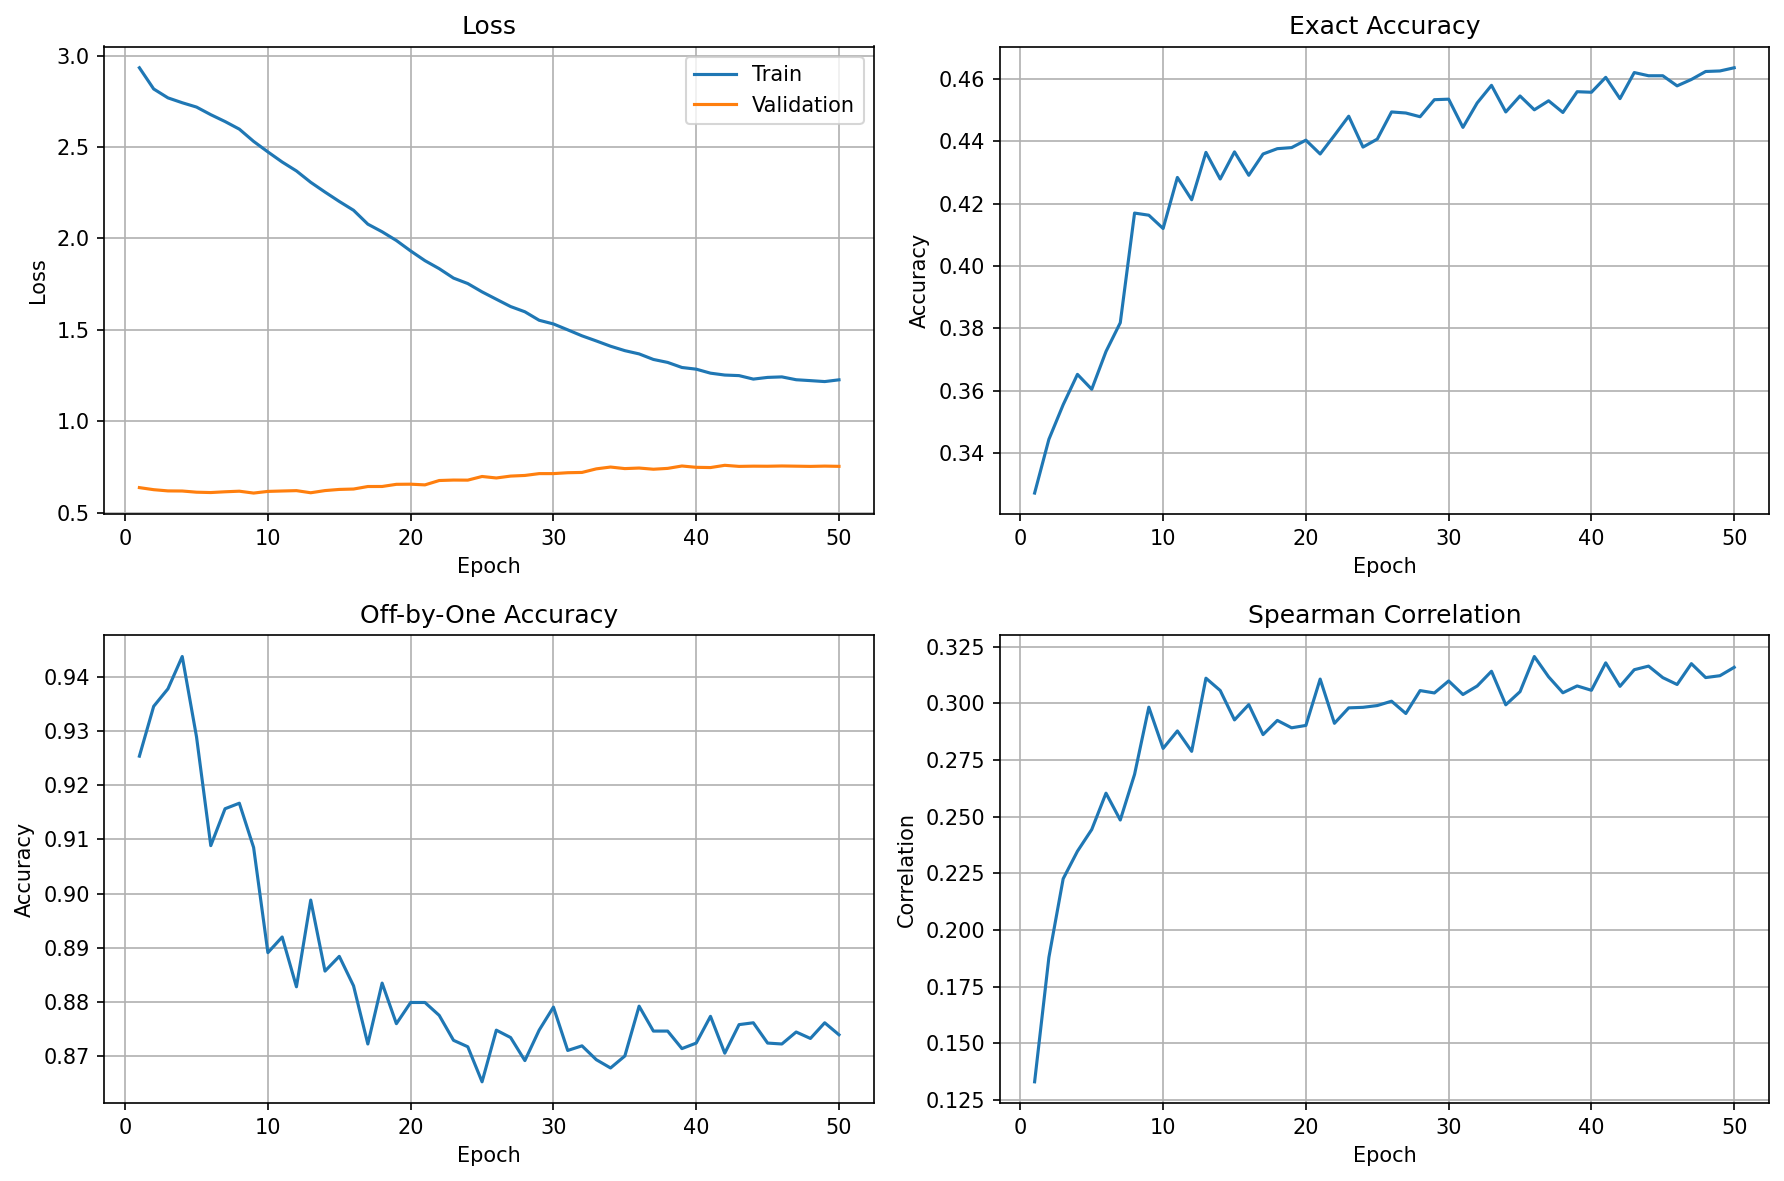 Loss
3.0
2.5
2.0
1.5
1.0
0.5
Loss
Train
Validation
0 10 20 30 40 50
Epoch
Exact Accuracy
0.46
0.44
0.42
0.40
0.38
0.36
0.34
Accuracy
0 10 20 30 40 50
Epoch
Off-by-One Accuracy
0.94
0.93
0.92
0.91
0.90
0.89
0.88
0.87
Accuracy
0 10 20 30 40 50
Epoch
Spearman Correlation
0.325
0.300
0.275
0.250
0.225
0.200
0.175
0.150
0.125
Correlation
0 10 20 30 40 50
Epoch